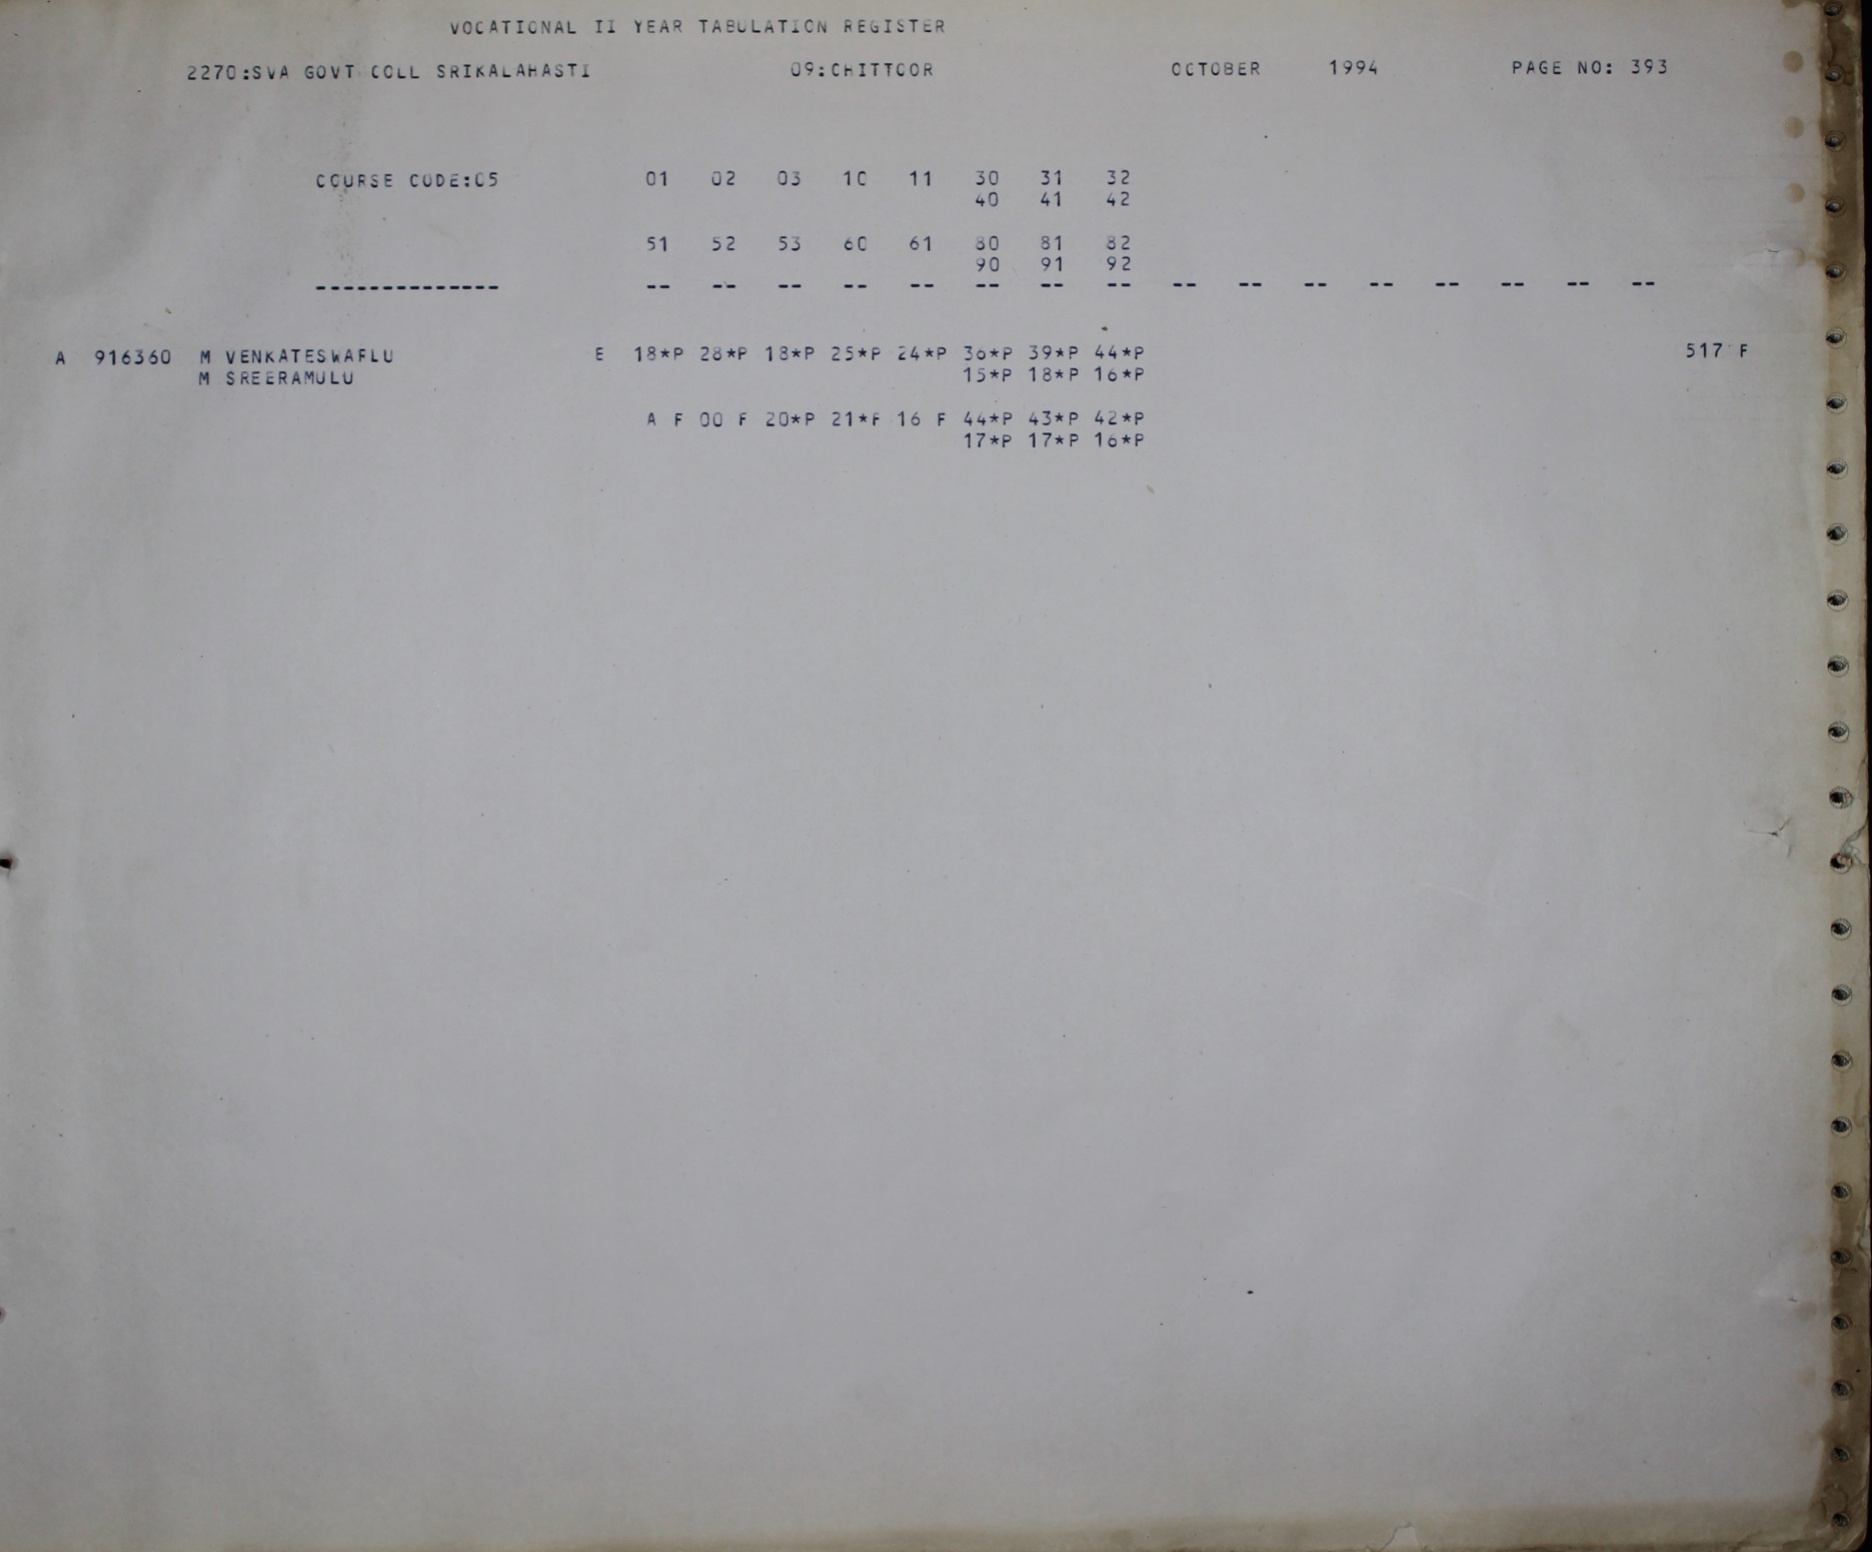 VOCATIONAL II YEAR TABULATION REGISTER
2270:SVA GOVT COLL SRIKALAHASTI 09:CHITTOOR OCTOBER 1994 PAGE NO: 393
COURSE CODE:05 01 02 03 10 11 30 31 32
40 41 42
51 52 53 60 61 80 81 82
90 91 92
-------------- -- -- -- -- -- -- -- -- -- -- -- -- -- -- -- --
A 916360 M VENKATESWARLU E 18*P 28*P 18*P 25*P 24*P 36*P 39*P 44*P 517 F
M SREERAMULU 15*P 18*P 16*P
A F 00 F 20*P 21*P 16 F 44*P 43*P 42*P
17*P 17*P 16*P